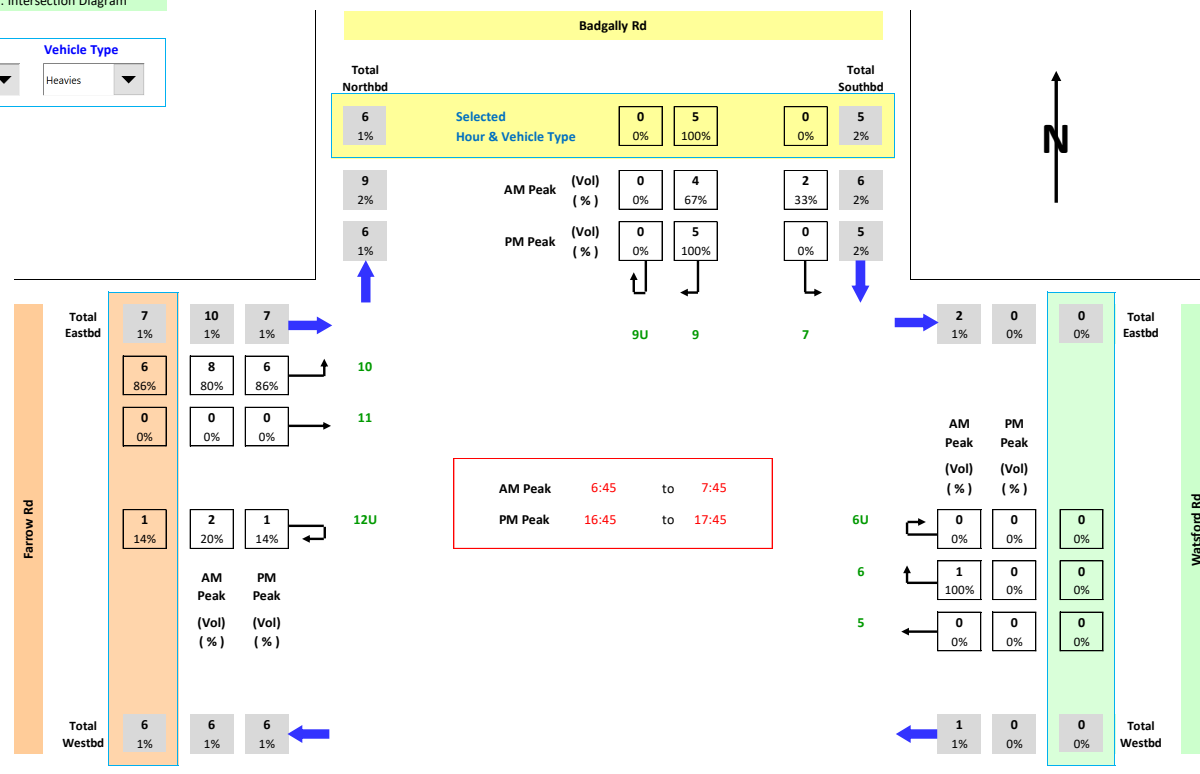 : Intersection Diagram
Vehicle Type
Heavies
Badgally Rd
Total
Northbd
Total
Southbd
6
1%
Selected
Hour & Vehicle Type
0
0%
5
100%
0
0%
5
2%
9
2%
AM Peak
(Vol)
( % )
0
0%
4
67%
2
33%
6
2%
6
1%
PM Peak
(Vol)
( % )
0
0%
5
100%
0
0%
5
2%
N
9U
9
7
Total
Eastbd
7
1%
10
1%
7
1%
6
86%
8
80%
6
86%
10
0
0%
0
0%
0
0%
11
1
14%
2
20%
1
14%
12U
AM
Peak
(Vol)
( % )
PM
Peak
(Vol)
( % )
Total
Westbd
6
1%
6
1%
6
1%
Farrow Rd
AM Peak 6:45 to 7:45
PM Peak 16:45 to 17:45
2
1%
0
0%
0
0%
Total
Eastbd
AM
Peak
(Vol)
( % )
PM
Peak
(Vol)
( % )
6U
0
0%
0
0%
0
0%
6
1
100%
0
0%
0
0%
5
0
0%
0
0%
0
0%
1
1%
0
0%
0
0%
Total
Westbd
Watsford Rd